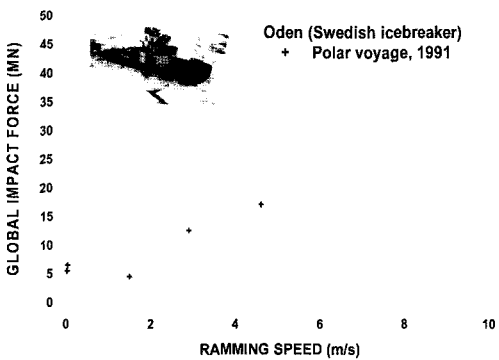 Oden (Swedish icebreaker)
+ Polar voyage, 1991
GLOBAL IMPACT FORCE (MN)
50
45
40
35
30
25
20
15
10
5
0
0 2 4 6 8 10
RAMMING SPEED (m/s)